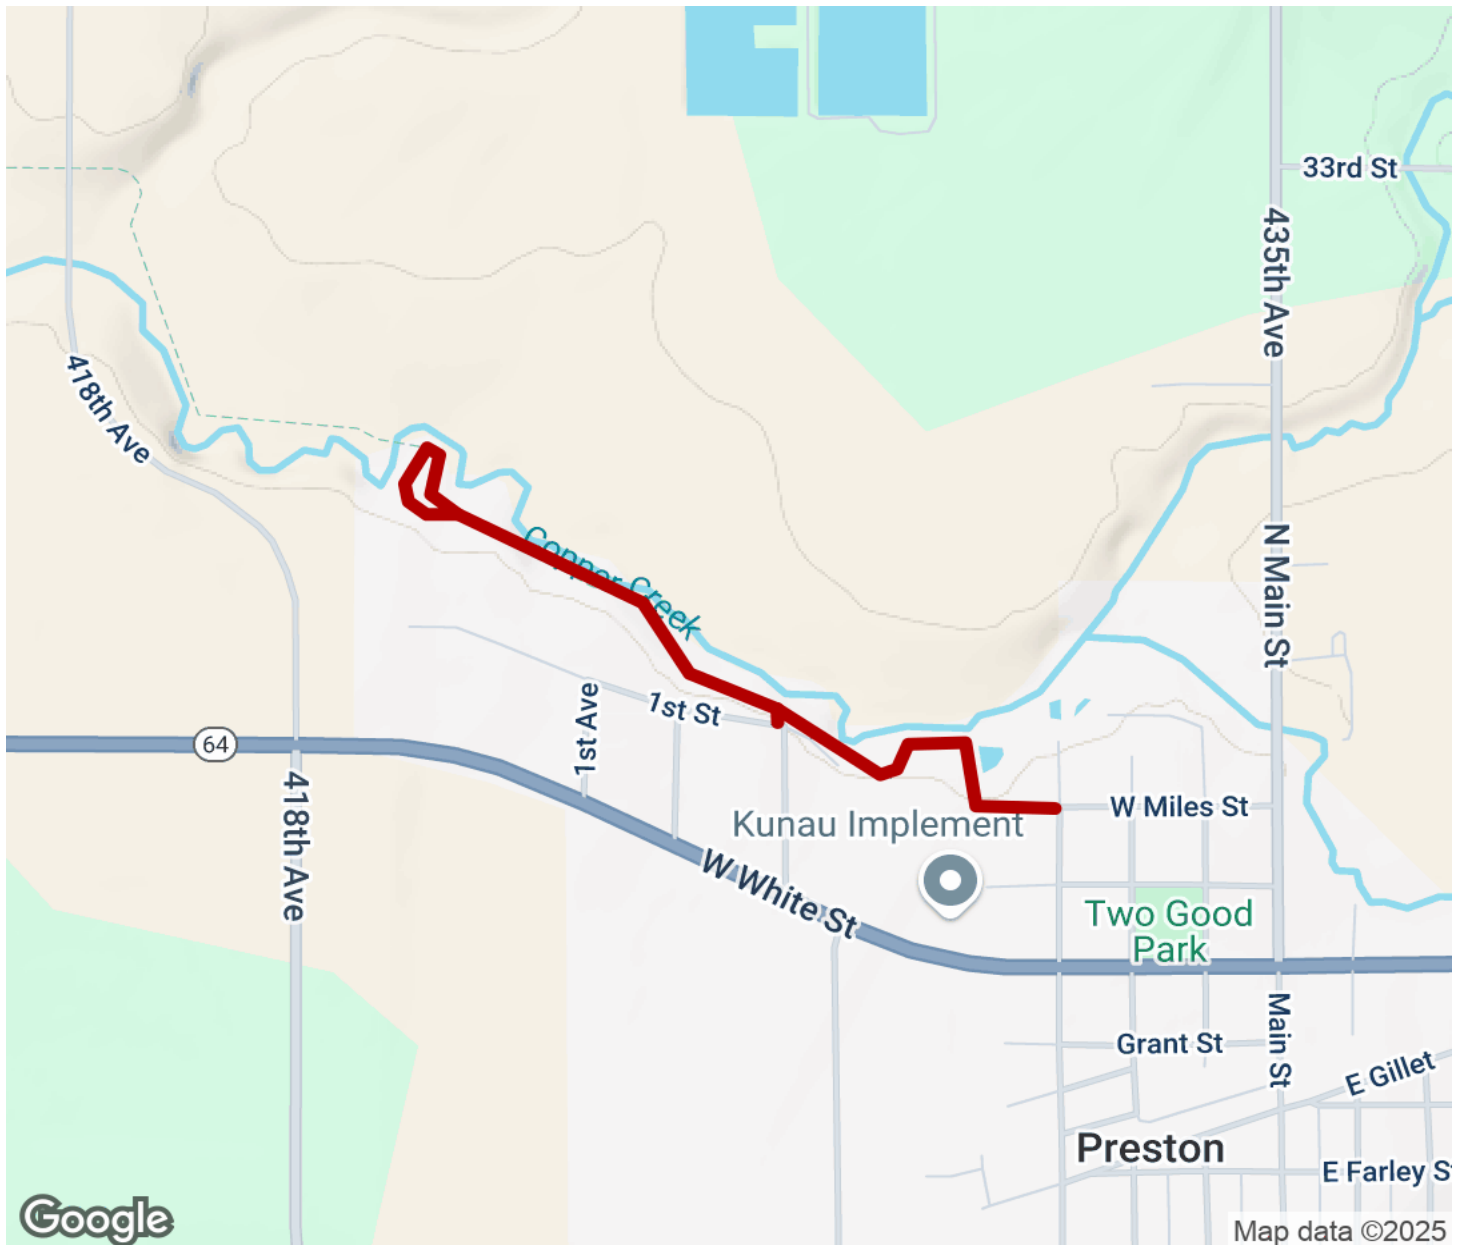 33rd St
435th Ave
418th Ave
Copper Creek
N Main St
1st Ave
1st St
64
418th Ave
W Miles St
Kunau Implement
W White St
Two Good
Park
Main St
Grant St
E Gillet
Preston
E Farley S
Google
Map data ©2025